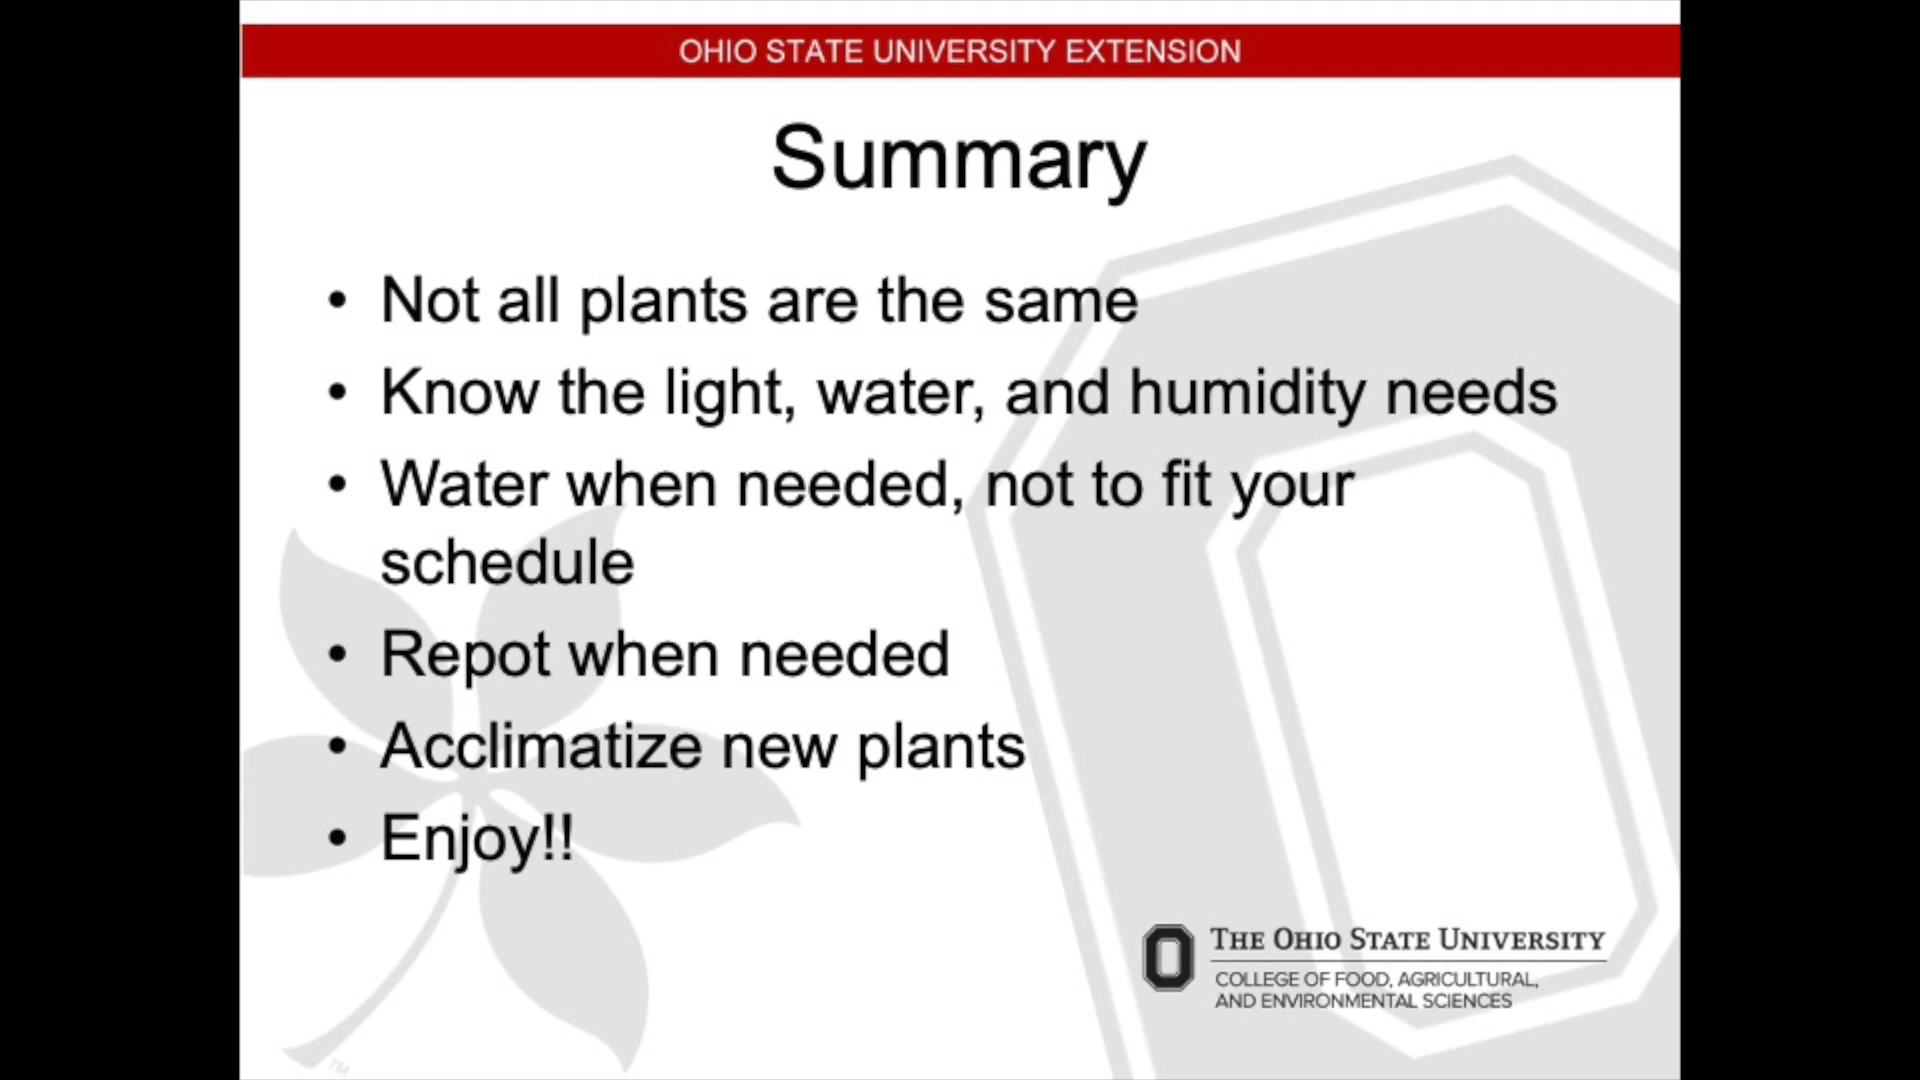 OHIO STATE UNIVERSITY EXTENSION
Summary
• Not all plants are the same
• Know the light, water, and humidity needs
• Water when needed, not to fit your
schedule
• Repot when needed
• Acclimatize new plants
• Enjoy!!
THE OHIO STATE UNIVERSITY
COLLEGE OF FOOD, AGRICULTURAL,
AND ENVIRONMENTAL SCIENCES
TM